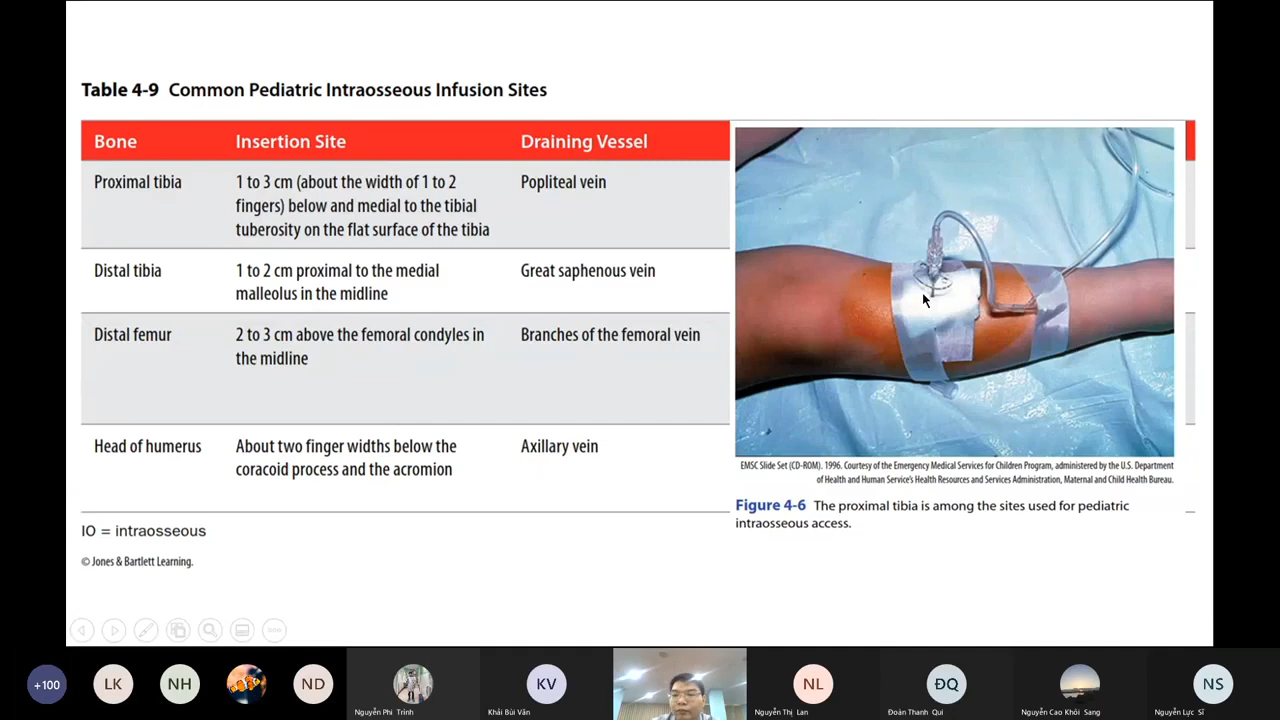 Table 4-9 Common Pediatric Intraosseous Infusion Sites
Bone Insertion Site Draining Vessel
Proximal tibia 1 to 3 cm (about the width of 1 to 2 Popliteal vein
fingers) below and medial to the tibial
tuberosity on the flat surface of the tibia
Distal tibia 1 to 2 cm proximal to the medial Great saphenous vein
malleolus in the midline
Distal femur 2 to 3 cm above the femoral condyles in Branches of the femoral vein
the midline
Head of humerus About two finger widths below the Axillary vein
coracoid process and the acromion
IO = intraosseous
© Jones & Bartlett Learning.
EMSC Slide Set (CD-ROM). 1996. Courtesy of the Emergency Medical Services for Children Program, administered by the U.S. Department
of Health and Human Service's Health Resources and Services Administration, Maternal and Child Health Bureau.
Figure 4-6 The proximal tibia is among the sites used for pediatric
intraosseous access.
+100 LK NH ND KV NL ĐQ NS
Nguyễn Phi Trình Khải Bùi Văn Nguyễn Thị Lan Đoàn Thanh Qui Nguyễn Cao Khôi Sang Nguyễn Lực Sĩ